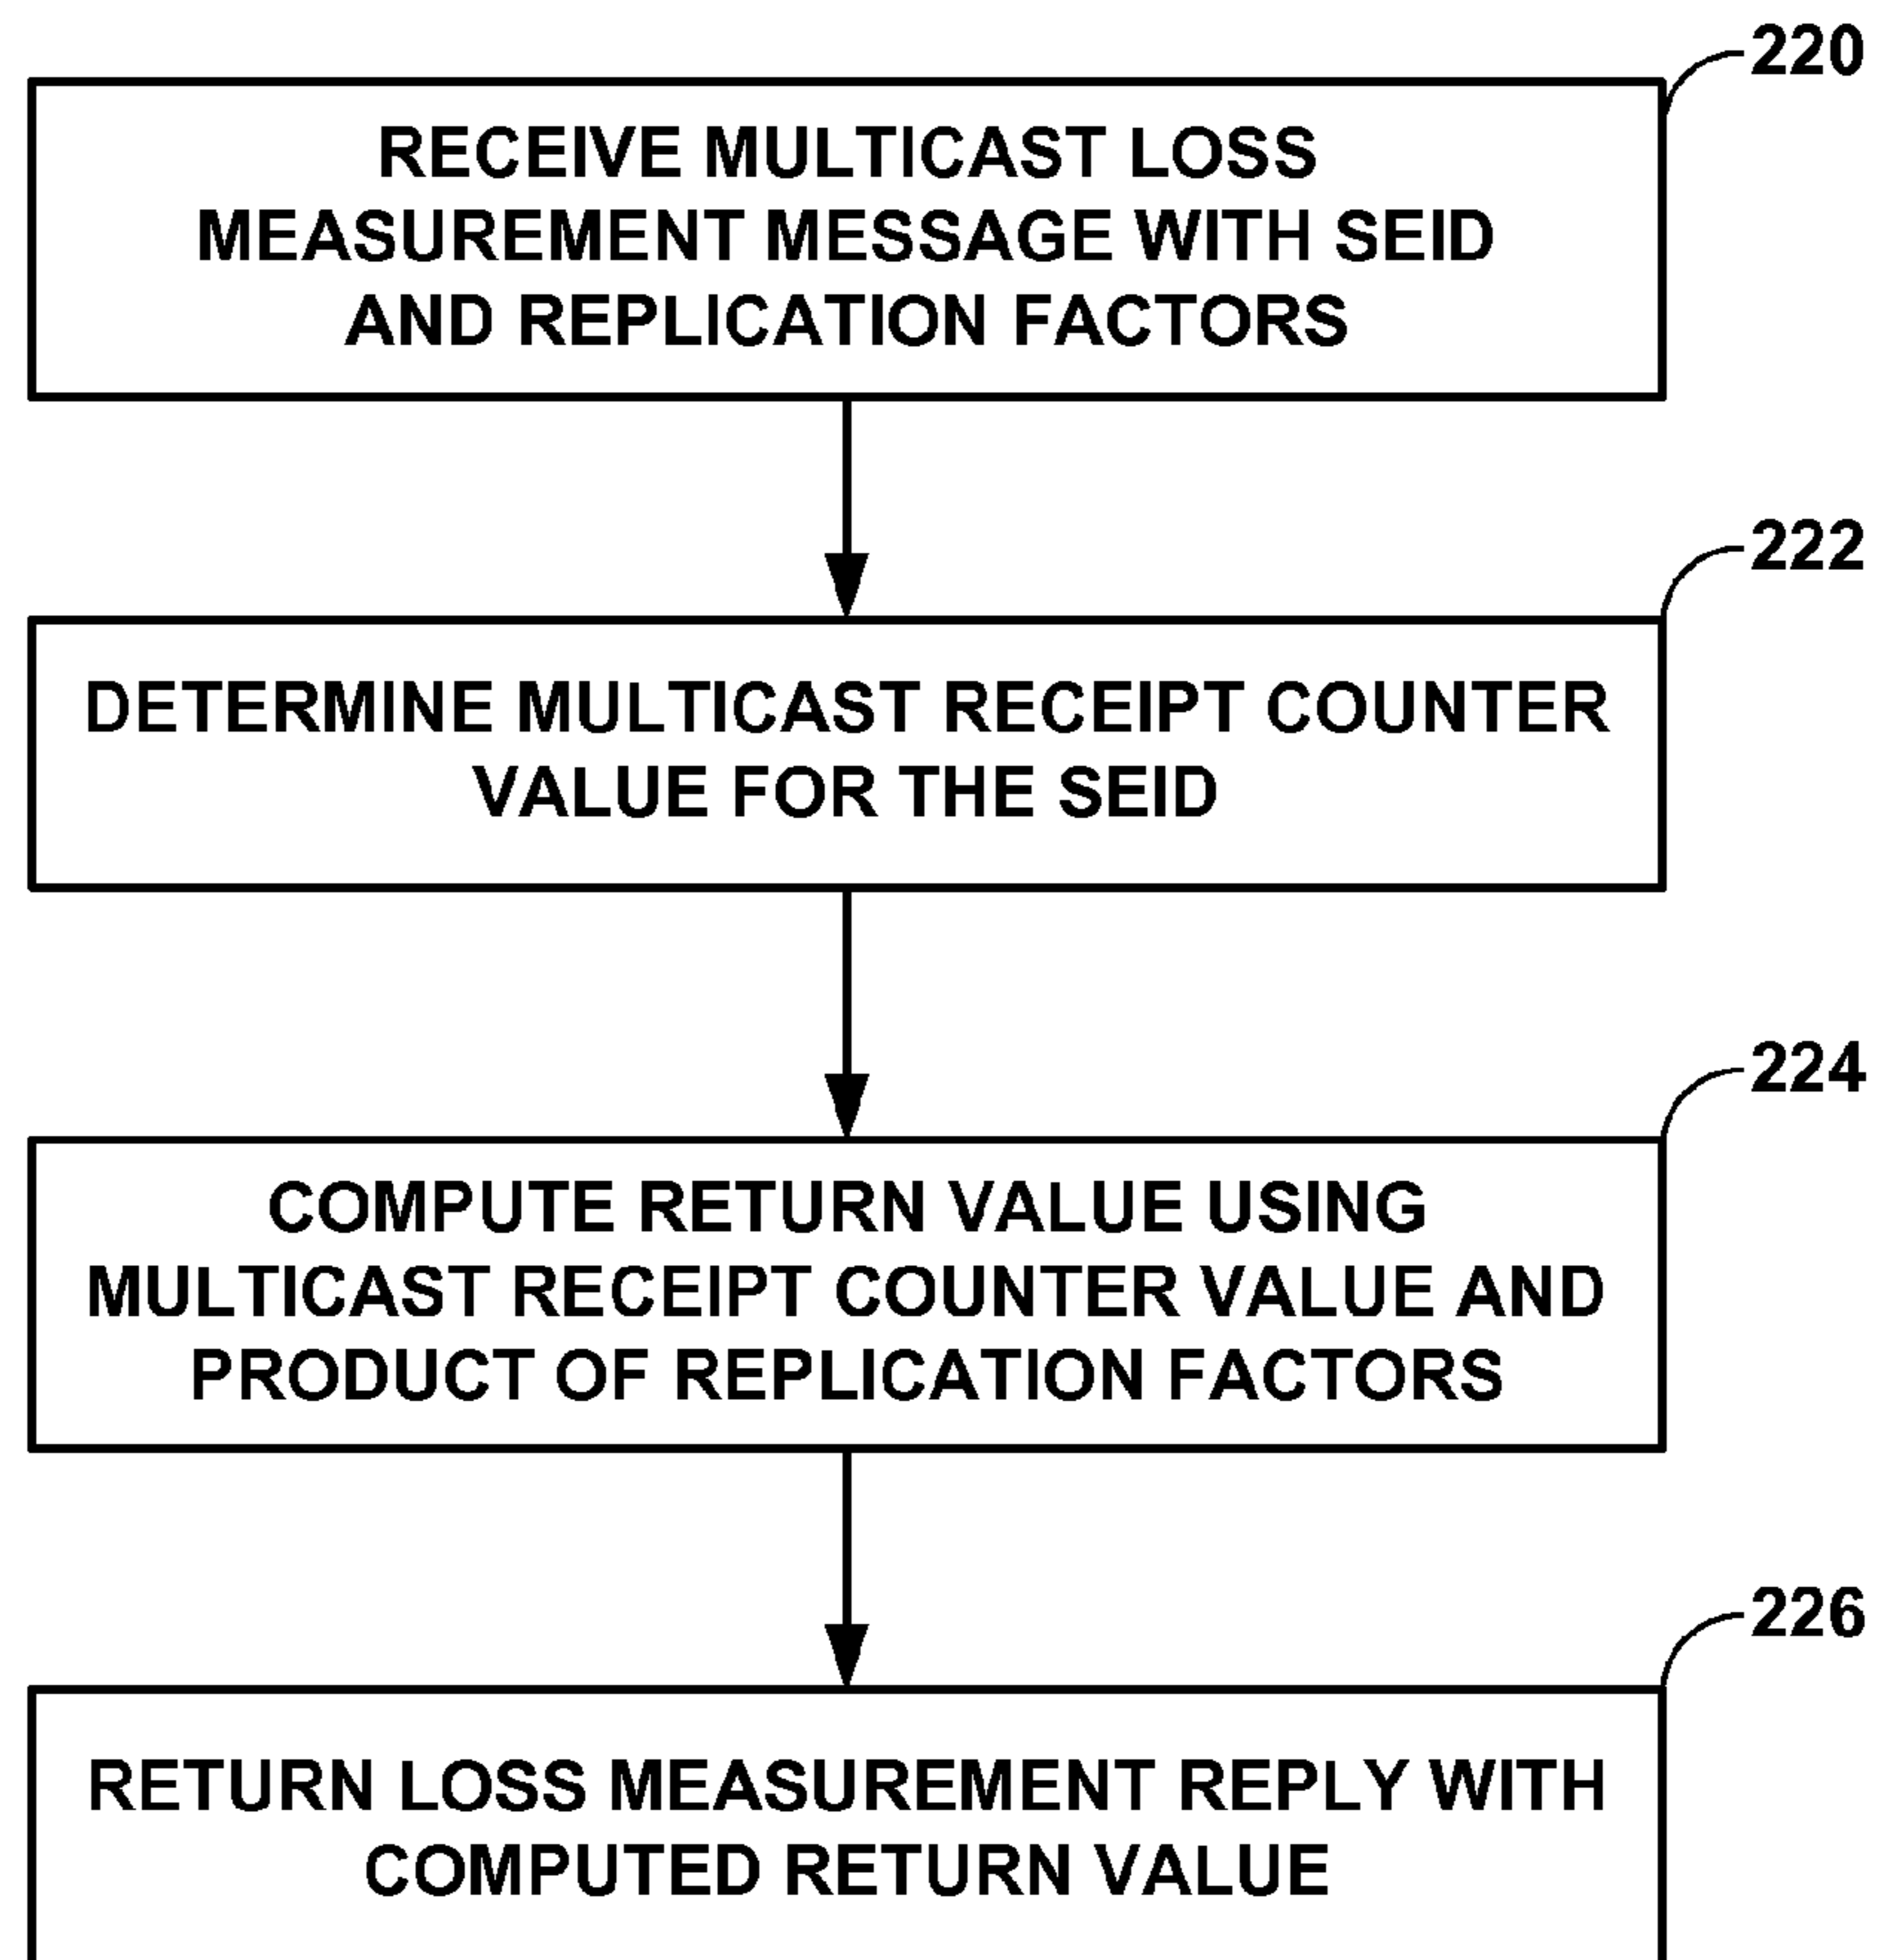 220
RECEIVE MULTICAST LOSS
MEASUREMENT MESSAGE WITH SEID
AND REPLICATION FACTORS
222
DETERMINE MULTICAST RECEIPT COUNTER
VALUE FOR THE SEID
224
COMPUTE RETURN VALUE USING
MULTICAST RECEIPT COUNTER VALUE AND
PRODUCT OF REPLICATION FACTORS
226
RETURN LOSS MEASUREMENT REPLY WITH
COMPUTED RETURN VALUE